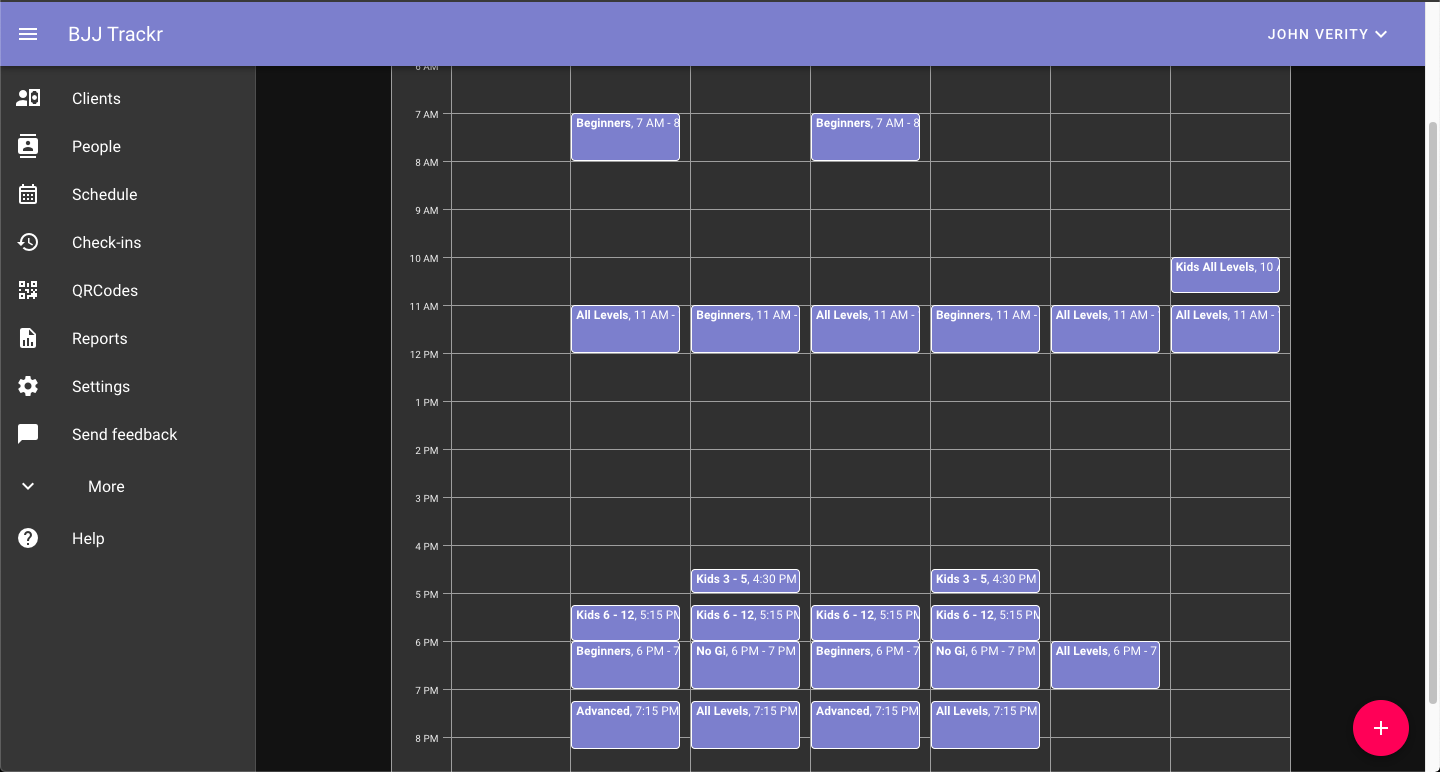 BJJ Trackr
JOHN VERITY
Clients
People
Schedule
Check-ins
QRCodes
Reports
Settings
Send feedback
More
Help
6 AM
7 AM
Beginners, 7 AM - 8
Beginners, 7 AM - 8
8 AM
9 AM
10 AM
Kids All Levels, 10
11 AM
All Levels, 11 AM -
Beginners, 11 AM -
All Levels, 11 AM -
Beginners, 11 AM -
All Levels, 11 AM -
All Levels, 11 AM -
12 PM
1 PM
2 PM
3 PM
4 PM
Kids 3 - 5, 4:30 PM
Kids 3 - 5, 4:30 PM
5 PM
Kids 6 - 12, 5:15 PM
Kids 6 - 12, 5:15 PM
Kids 6 - 12, 5:15 PM
Kids 6 - 12, 5:15 PM
6 PM
Beginners, 6 PM - 7
No Gi, 6 PM - 7 PM
Beginners, 6 PM - 7
No Gi, 6 PM - 7 PM
All Levels, 6 PM - 7
7 PM
Advanced, 7:15 PM
All Levels, 7:15 PM
Advanced, 7:15 PM
All Levels, 7:15 PM
8 PM